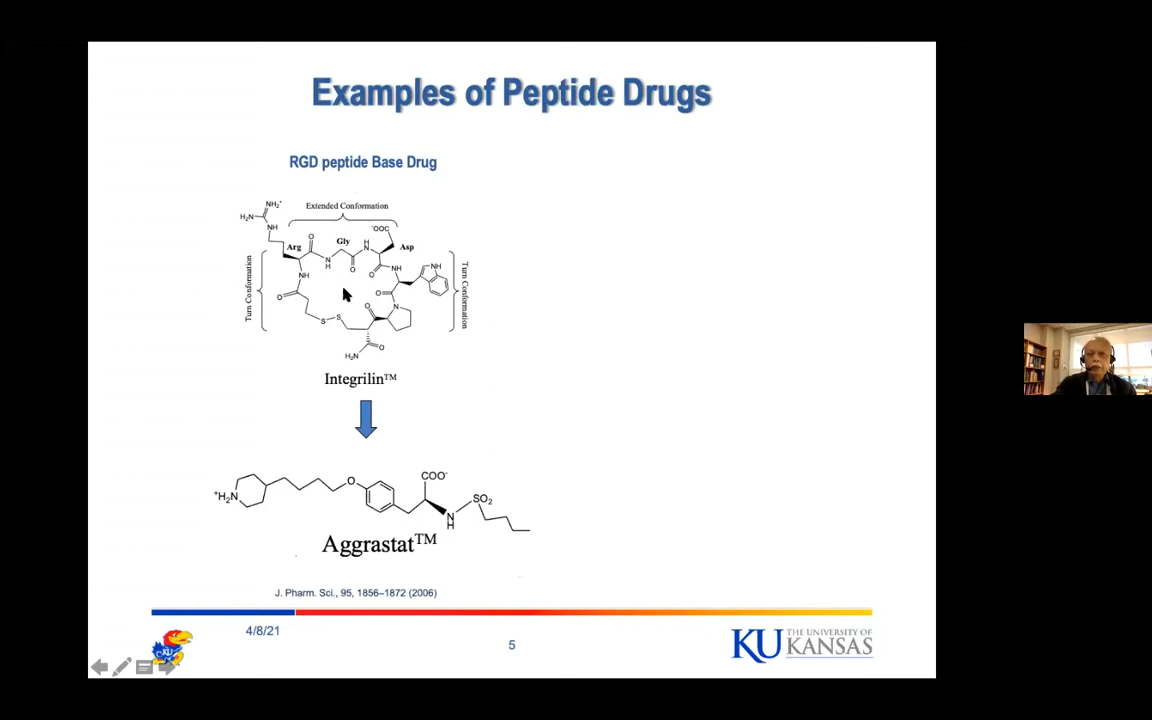 Examples of Peptide Drugs
RGD peptide Base Drug
Extended Conformation
NH₂⁺
H₂N
NH
⁻OOC
Arg
O
Gly
H
N
Asp
N
H
O
O
NH
NH
NH
Turn Conformation
Turn Conformation
O
O
N
O
S
S
H₂N
O
Integrilin™
COO⁻
O
⁺H₂N
SO₂
N
H
Aggrastat™
J. Pharm. Sci., 95, 1856–1872 (2006)
4/8/21
5
KU
KU THE UNIVERSITY OF
KANSAS